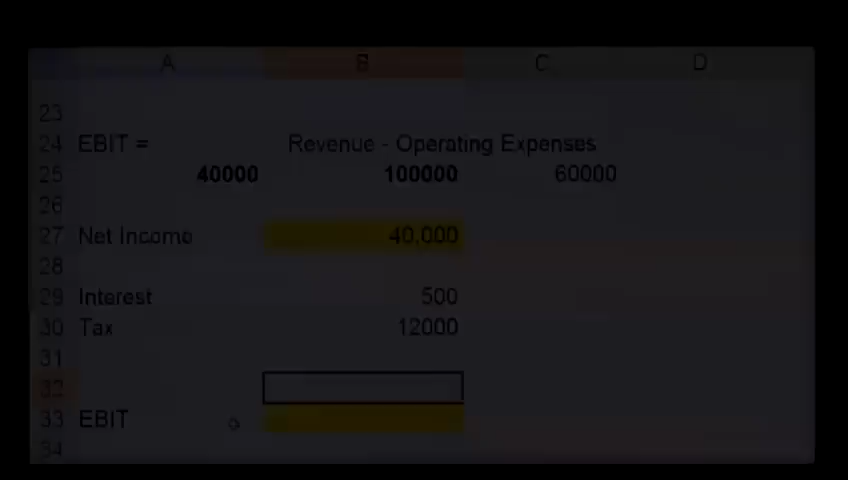 A B C D
23
24 EBIT = Revenue - Operating Expenses
25 40000 100000 60000
26
27 Net Income 40,000
28
29 Interest 500
30 Tax 12000
31
32
33 EBIT
34